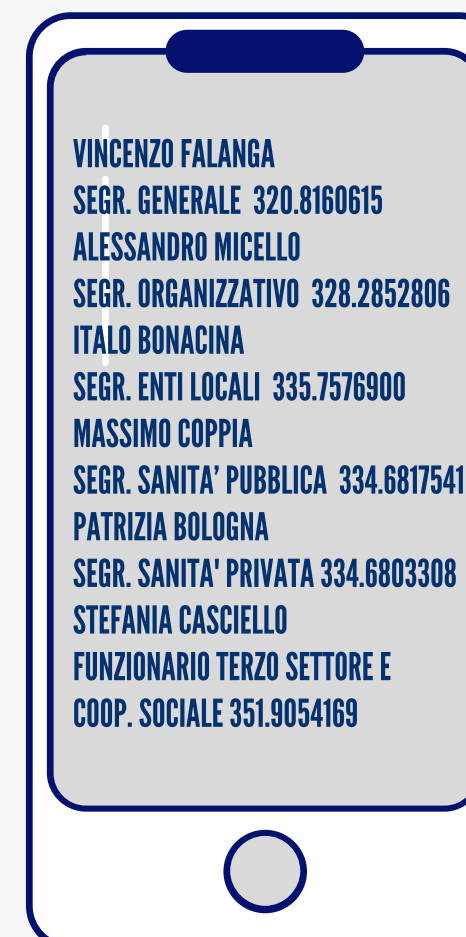 VINCENZO FALANGA
SEGR. GENERALE 320.8160615
ALESSANDRO MICELLO
SEGR. ORGANIZZATIVO 328.2852806
ITALO BONACINA
SEGR. ENTI LOCALI 335.7576900
MASSIMO COPPIA
SEGR. SANITA’ PUBBLICA 334.6817541
PATRIZIA BOLOGNA
SEGR. SANITA' PRIVATA 334.6803308
STEFANIA CASCIELLO
FUNZIONARIO TERZO SETTORE E
COOP. SOCIALE 351.9054169